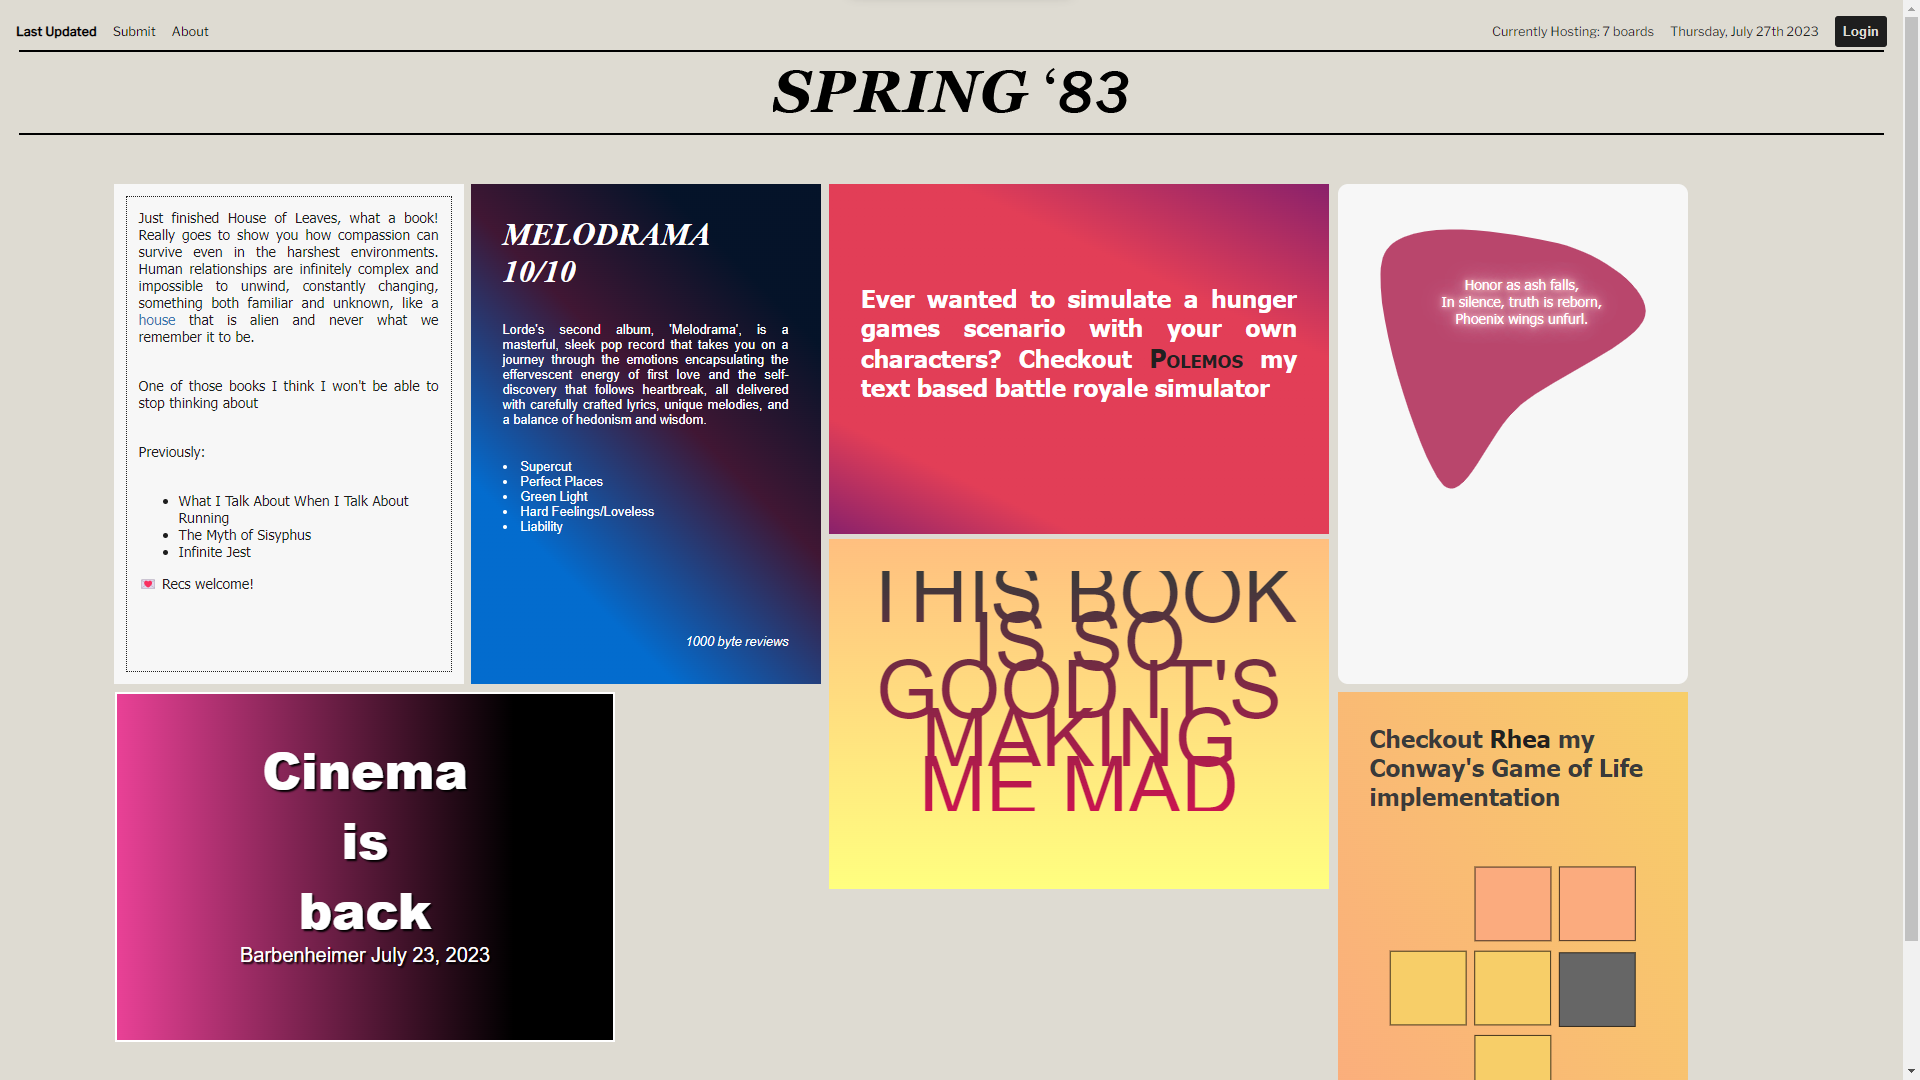 Last Updated Submit About
Currently Hosting: 7 boards Thursday, July 27th 2023 Login
SPRING ‘83
Just finished House of Leaves, what a book!
Really goes to show you how compassion can
survive even in the harshest environments.
Human relationships are infinitely complex and
impossible to unwind, constantly changing,
something both familiar and unknown, like a
house that is alien and never what we
remember it to be.
One of those books I think I won't be able to
stop thinking about
Previously:
What I Talk About When I Talk About
Running
The Myth of Sisyphus
Infinite Jest
💌 Recs welcome!
MELODRAMA
10/10
Lorde's second album, 'Melodrama', is a
masterful, sleek pop record that takes you on a
journey through the emotions encapsulating the
effervescent energy of first love and the self-
discovery that follows heartbreak, all delivered
with carefully crafted lyrics, unique melodies, and
a balance of hedonism and wisdom.
Supercut
Perfect Places
Green Light
Hard Feelings/Loveless
Liability
1000 byte reviews
Ever wanted to simulate a hunger
games scenario with your own
characters? Checkout Polemos my
text based battle royale simulator
Honor as ash falls,
In silence, truth is reborn,
Phoenix wings unfurl.
THIS BOOK
IS SO
GOOD IT'S
MAKING
ME MAD
Cinema
is
back
Barbenheimer July 23, 2023
Checkout Rhea my
Conway's Game of Life
implementation